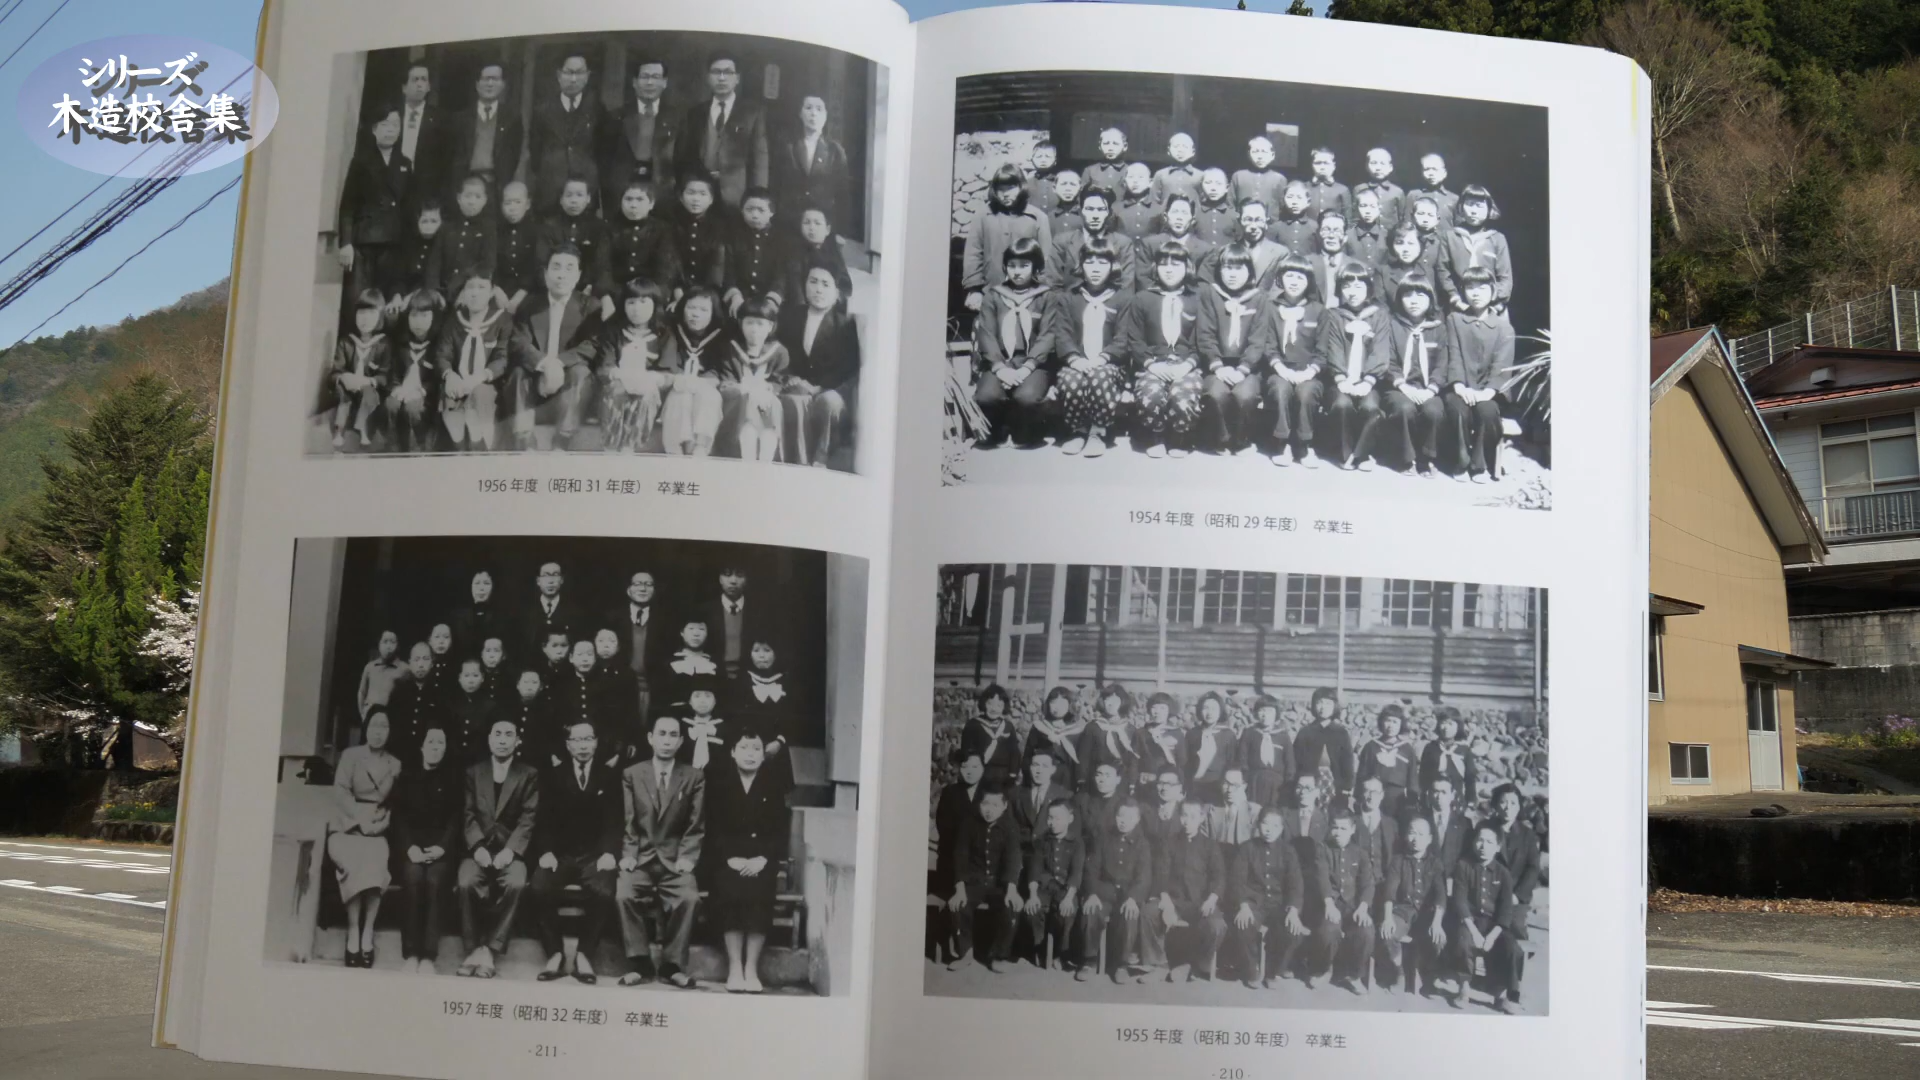 シリーズ
木造校舎集
1956 年度（昭和 31 年度） 卒業生
1957 年度（昭和 32 年度） 卒業生
- 211 -
1954 年度（昭和 29 年度） 卒業生
1955 年度（昭和 30 年度） 卒業生
- 210 -